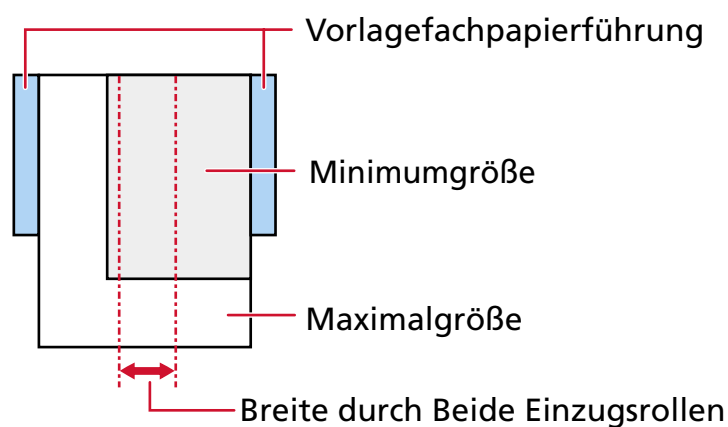 Vorlagefachpapierführung
Minimumgröße
Maximalgröße
Breite durch Beide Einzugsrollen